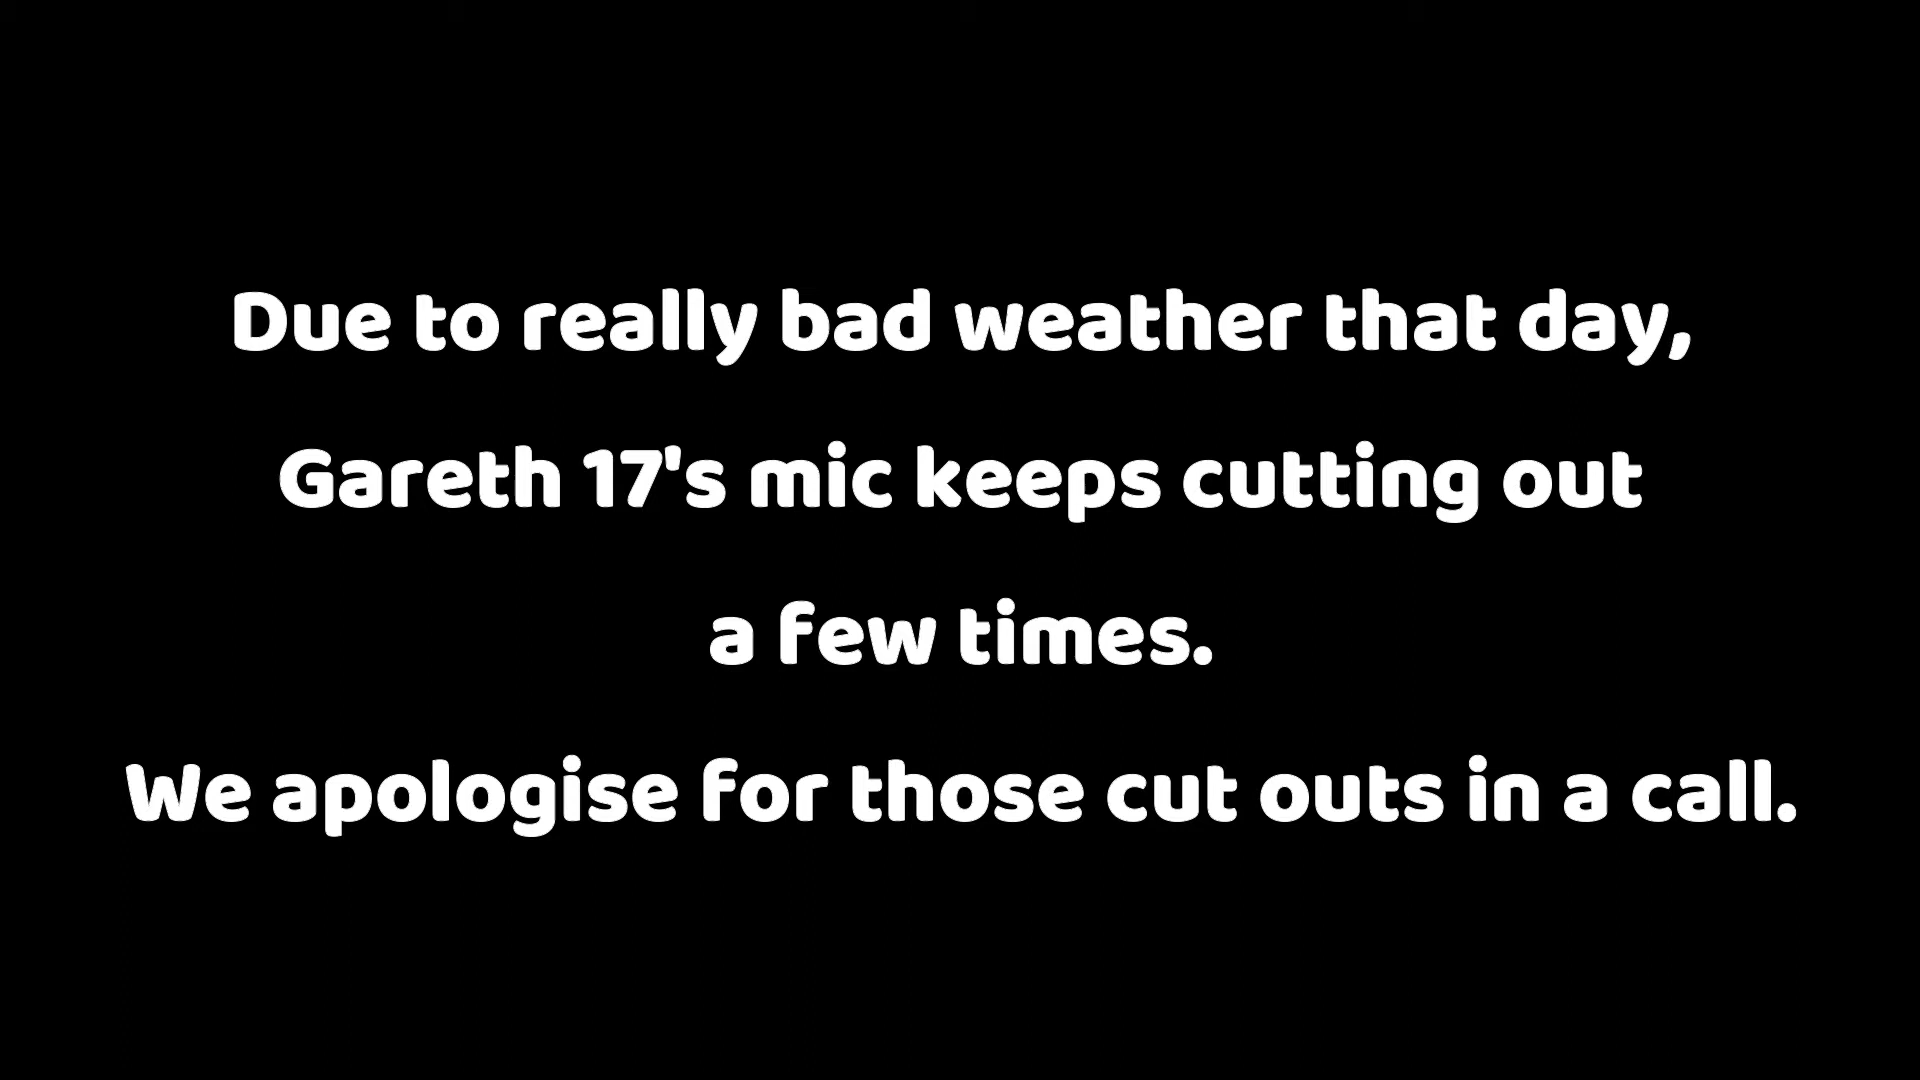 Due to really bad weather that day,
Gareth 17's mic keeps cutting out
a few times.
We apologise for those cut outs in a call.